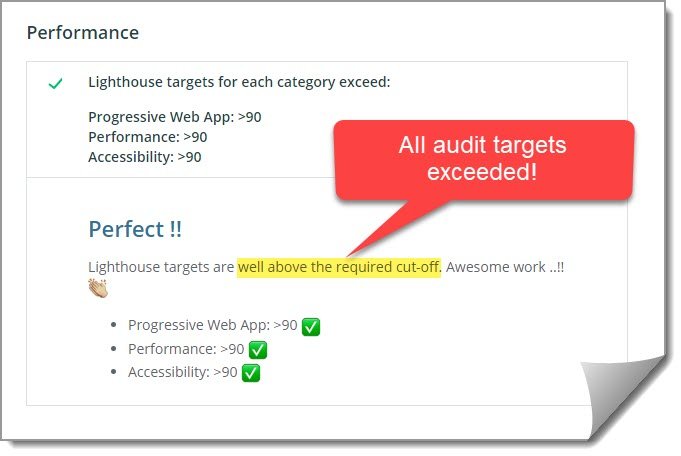 Performance
Lighthouse targets for each category exceed:
Progressive Web App: >90
Performance: >90
Accessibility: >90
All audit targets
exceeded!
Perfect !!
Lighthouse targets are well above the required cut-off. Awesome work ..!!
👏🏼
Progressive Web App: >90 ✅
Performance: >90 ✅
Accessibility: >90 ✅